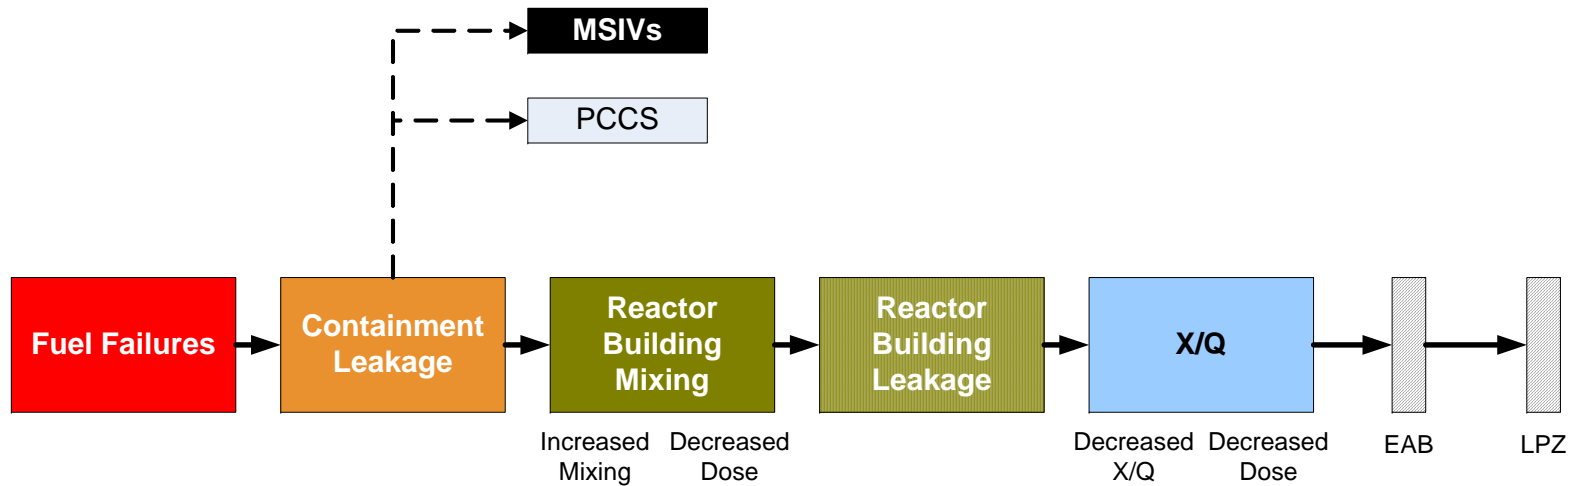 MSIVs
PCCS
Fuel Failures
Containment
Leakage
Reactor
Building
Mixing
Reactor
Building
Leakage
X/Q
Increased
Mixing
Decreased
Dose
Decreased
X/Q
Decreased
Dose
EAB
LPZ